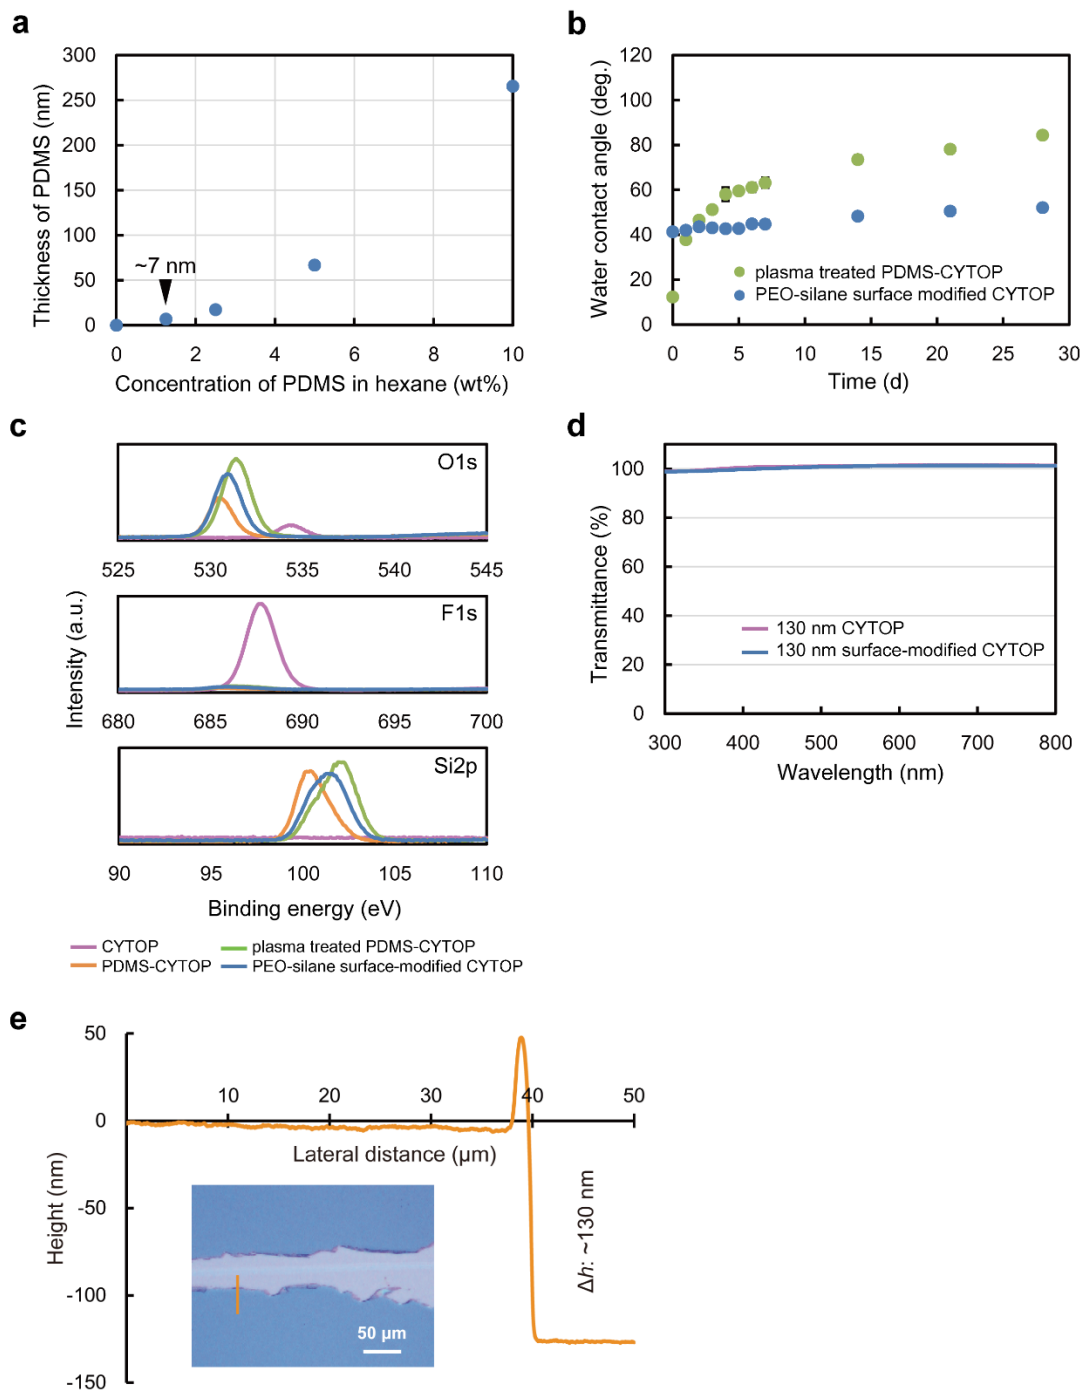 a
300
250
200
150
100
50
0
Thickness of PDMS (nm)
~7 nm
0 2 4 6 8 10
Concentration of PDMS in hexane (wt%)
b
120
100
80
60
40
20
0
Water contact angle (deg.)
plasma treated PDMS-CYTOP
PEO-silane surface modified CYTOP
0 5 10 15 20 25 30
Time (d)
c
O1s
525 530 535 540 545
F1s
680 685 690 695 700
Si2p
90 95 100 105 110
Intensity (a.u.)
Binding energy (eV)
CYTOP
plasma treated PDMS-CYTOP
PDMS-CYTOP
PEO-silane surface-modified CYTOP
d
100
80
60
40
20
0
Transmittance (%)
130 nm CYTOP
130 nm surface-modified CYTOP
300 400 500 600 700 800
Wavelength (nm)
e
50
0
-50
-100
-150
Height (nm)
10 20 30 40 50
Lateral distance (μm)
Δh: ~130 nm
50 μm